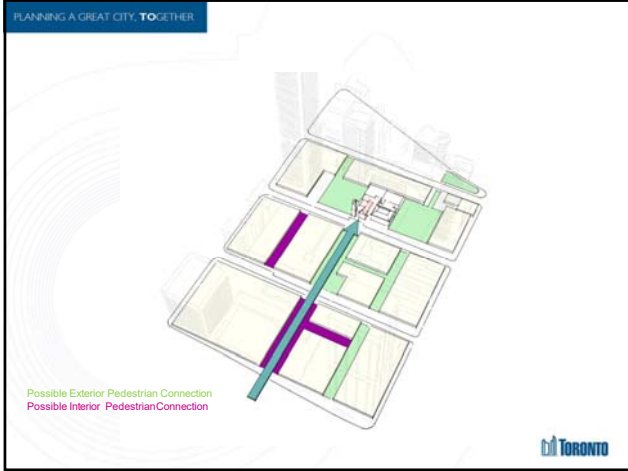 PLANNING A GREAT CITY, TOGETHER
Possible Exterior Pedestrian Connection
Possible Interior PedestrianConnection
TORONTO